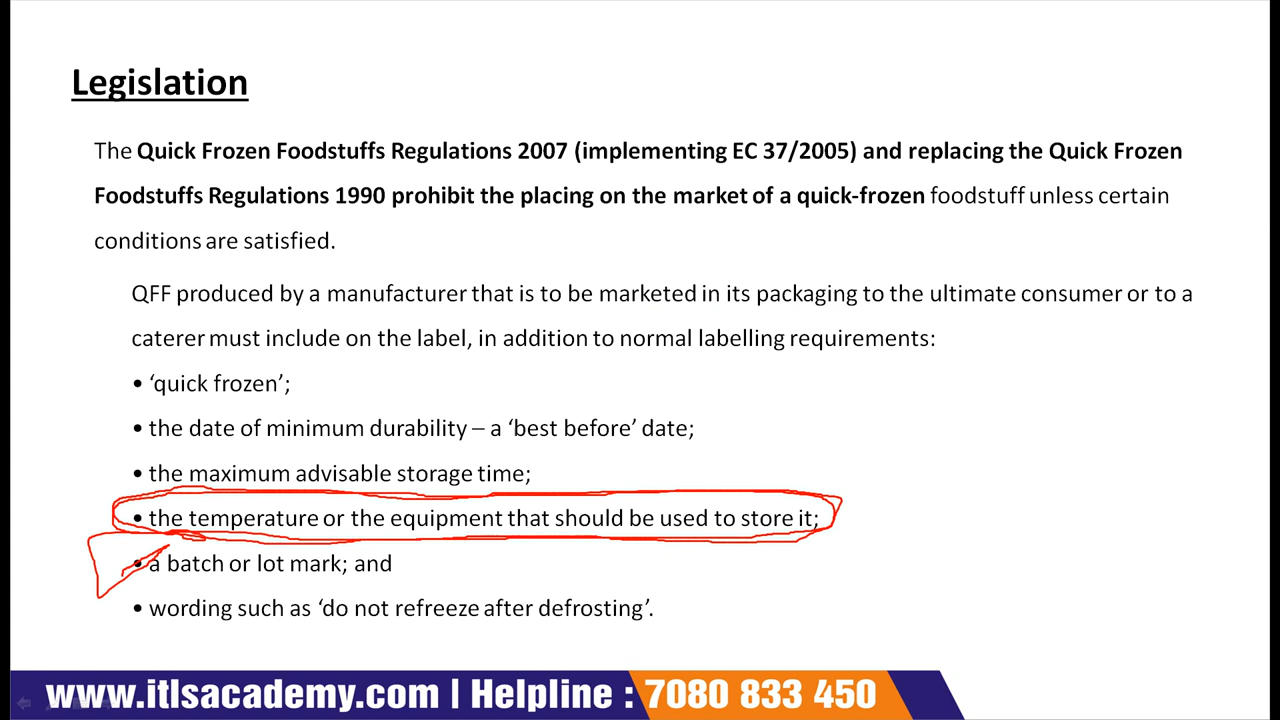 Legislation
The Quick Frozen Foodstuffs Regulations 2007 (implementing EC 37/2005) and replacing the Quick Frozen
Foodstuffs Regulations 1990 prohibit the placing on the market of a quick-frozen foodstuff unless certain
conditions are satisfied.
QFF produced by a manufacturer that is to be marketed in its packaging to the ultimate consumer or to a
caterer must include on the label, in addition to normal labelling requirements:
• ‘quick frozen’;
• the date of minimum durability – a ‘best before’ date;
• the maximum advisable storage time;
• the temperature or the equipment that should be used to store it;
• a batch or lot mark; and
• wording such as ‘do not refreeze after defrosting’.
www.itlsacademy.com | Helpline : 7080 833 450